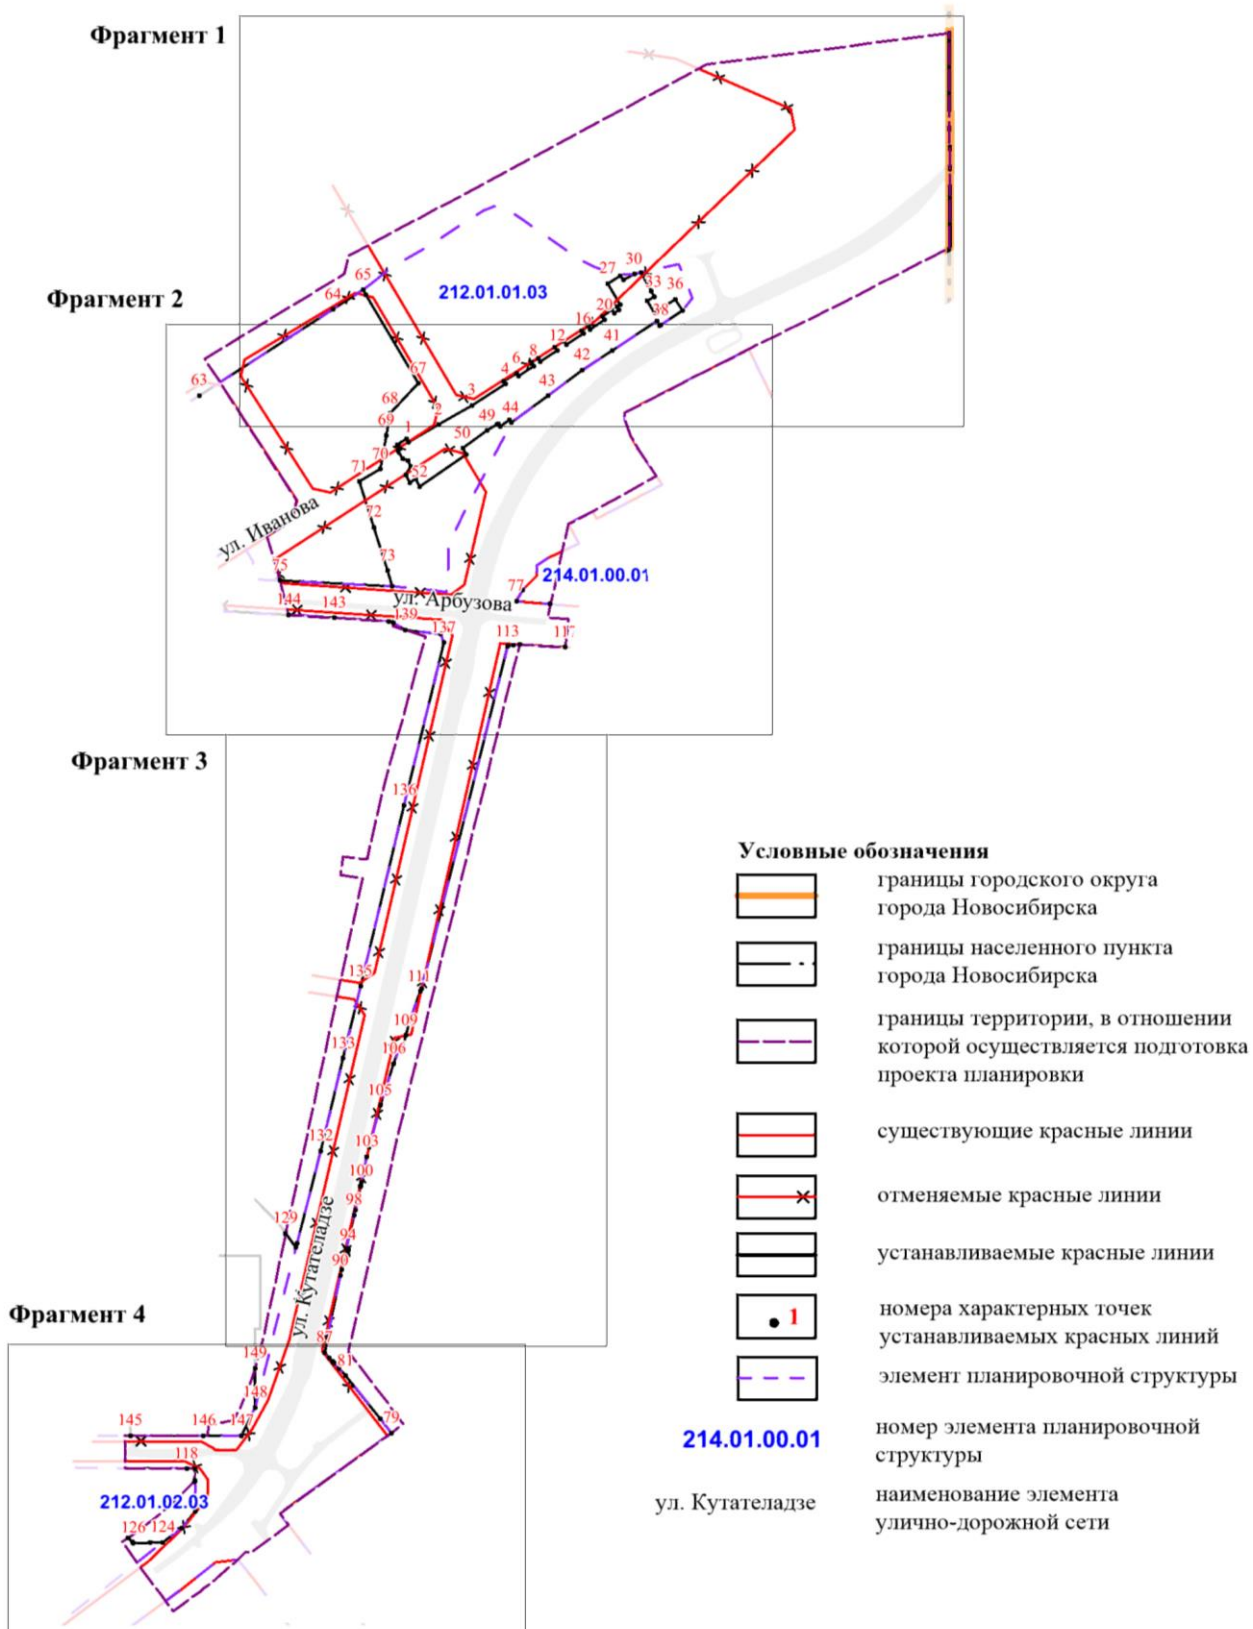 Фрагмент 1
30
27
33
36
65
212.01.01.03
Фрагмент 2
64
20
38
16
12
41
8
6
42
4
67
63
43
3
68
2
44
49
69
1
50
70
71
52
ул. Иванова
72
73
75
214.01.00.01
77
144
143
ул. Арбузова
139
137
113
117
Фрагмент 3
136
Условные обозначения
границы городского округа
города Новосибирска
границы населенного пункта
города Новосибирска
135
111
границы территории, в отношении
которой осуществляется подготовка
проекта планировки
109
106
133
105
существующие красные линии
132
103
100
отменяемые красные линии
98
129
94
устанавливаемые красные линии
90
ул. Кутателадзе
Фрагмент 4
1
номера характерных точек
устанавливаемых красных линий
87
149
81
элемент планировочной структуры
148
79
145
146
147
214.01.00.01
номер элемента планировочной
структуры
118
212.01.02.03
ул. Кутателадзе
наименование элемента
улично-дорожной сети
126
124